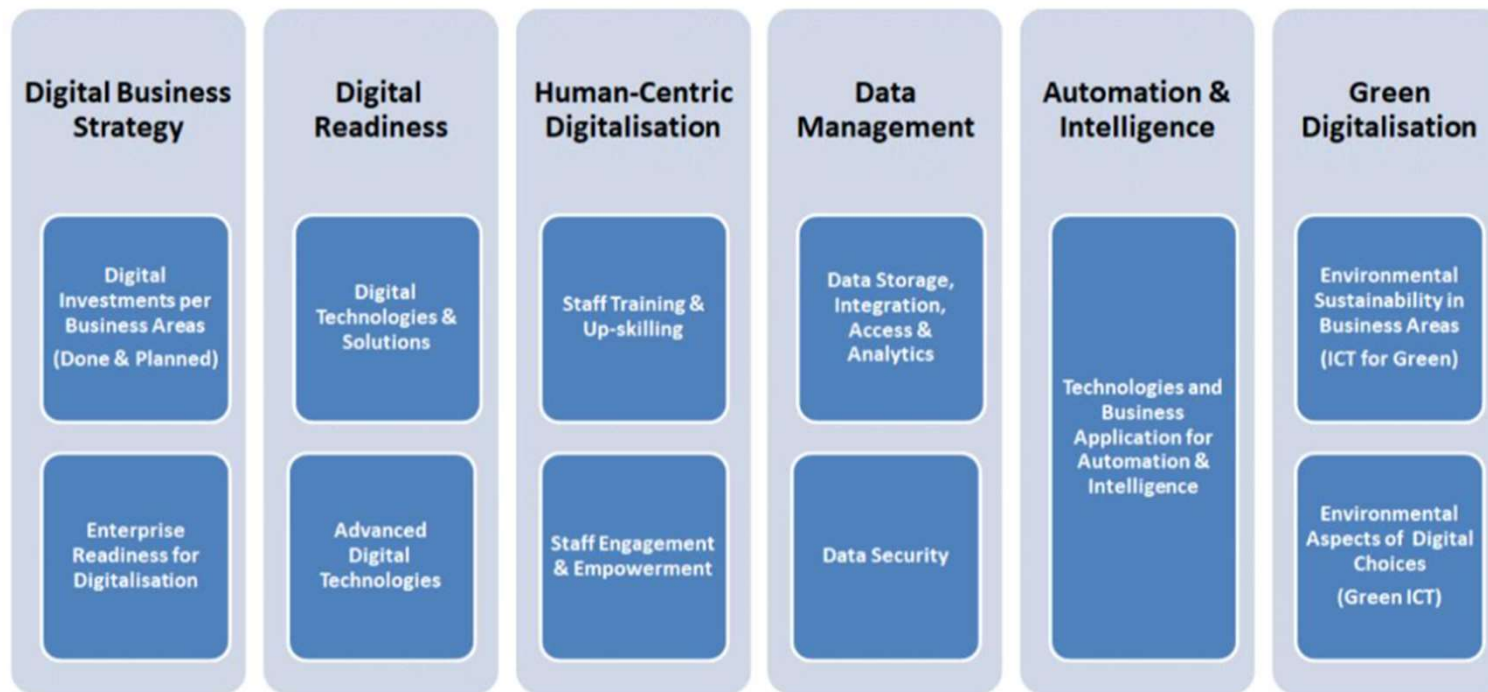 Digital Business
Strategy
Digital
Investments per
Business Areas
(Done & Planned)
Enterprise
Readiness for
Digitalisation
Digital
Readiness
Digital
Technologies &
Solutions
Advanced
Digital
Technologies
Human-Centric
Digitalisation
Staff Training &
Up-skilling
Staff Engagement
& Empowerment
Data
Management
Data Storage,
Integration,
Access &
Analytics
Data Security
Automation &
Intelligence
Technologies and
Business
Application for
Automation &
Intelligence
Green
Digitalisation
Environmental
Sustainability in
Business Areas
(ICT for Green)
Environmental
Aspects of Digital
Choices
(Green ICT)